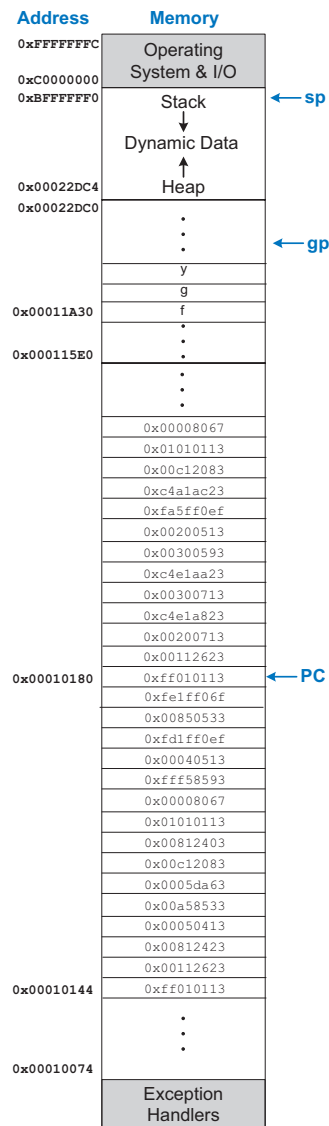 Address Memory
0xFFFFFFFC
Operating
System & I/O
0xC0000000
0xBFFFFFF0 Stack sp
Dynamic Data
0x00022DC4 Heap
0x00022DC0
gp
y
g
0x00011A30 f
0x000115E0
0x00008067
0x01010113
0x00c12083
0xc4a1ac23
0xfa5ff0ef
0x00200513
0x00300593
0xc4e1aa23
0x00300713
0xc4e1a823
0x00200713
0x00112623
0x00010180 0xff010113 PC
0xfe1ff06f
0x00850533
0xfd1ff0ef
0x00040513
0xfff58593
0x00008067
0x01010113
0x00812403
0x00c12083
0x0005da63
0x00a58533
0x00050413
0x00812423
0x00112623
0x00010144 0xff010113
0x00010074
Exception
Handlers